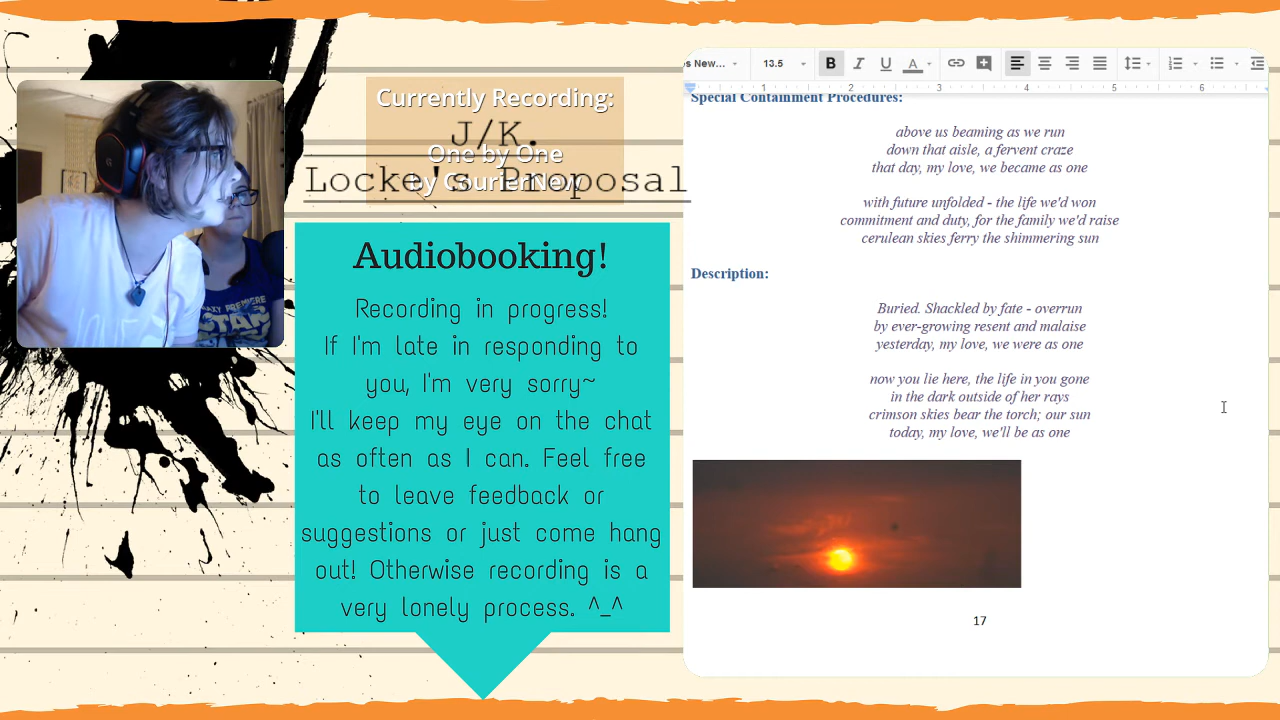 Currently Recording:
J/K.
One by One
Locke's Proposal
by CourierNew
Audiobooking!
Recording in progress!
If I'm late in responding to
you, I'm very sorry~
I'll keep my eye on the chat
as often as I can. Feel free
to leave feedback or
suggestions or just come hang
out! Otherwise recording is a
very lonely process. ^_^
s New...
13.5
B I U A
1 2 3 4 5 6
Special Containment Procedures:
above us beaming as we run
down that aisle, a fervent craze
that day, my love, we became as one
with future unfolded - the life we'd won
commitment and duty, for the family we'd raise
cerulean skies ferry the shimmering sun
Description:
Buried. Shackled by fate - overrun
by ever-growing resent and malaise
yesterday, my love, we were as one
now you lie here, the life in you gone
in the dark outside of her rays
crimson skies bear the torch; our sun
today, my love, we'll be as one
17